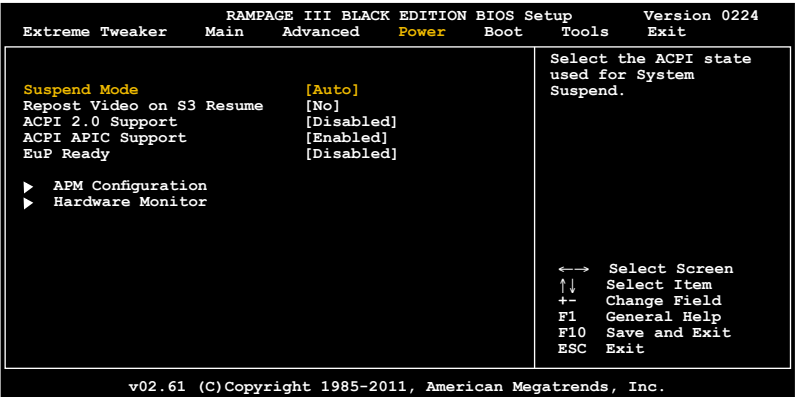 RAMPAGE III BLACK EDITION BIOS Setup Version 0224
Extreme Tweaker Main Advanced Power Boot Tools Exit
Suspend Mode [Auto]
Repost Video on S3 Resume [No]
ACPI 2.0 Support [Disabled]
ACPI APIC Support [Enabled]
EuP Ready [Disabled]
▶ APM Configuration
▶ Hardware Monitor
Select the ACPI state
used for System
Suspend.
←→ Select Screen
↑↓ Select Item
+- Change Field
F1 General Help
F10 Save and Exit
ESC Exit
v02.61 (C)Copyright 1985-2011, American Megatrends, Inc.